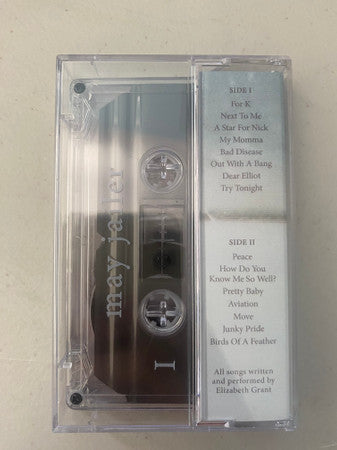 may jailer
I
SIDE I
For K
Next To Me
A Star For Nick
My Momma
Bad Disease
Out With A Bang
Dear Elliot
Try Tonight
SIDE II
Peace
How Do You
Know Me So Well?
Pretty Baby
Aviation
Move
Junky Pride
Birds Of A Feather
All songs written
and performed by
Elizabeth Grant